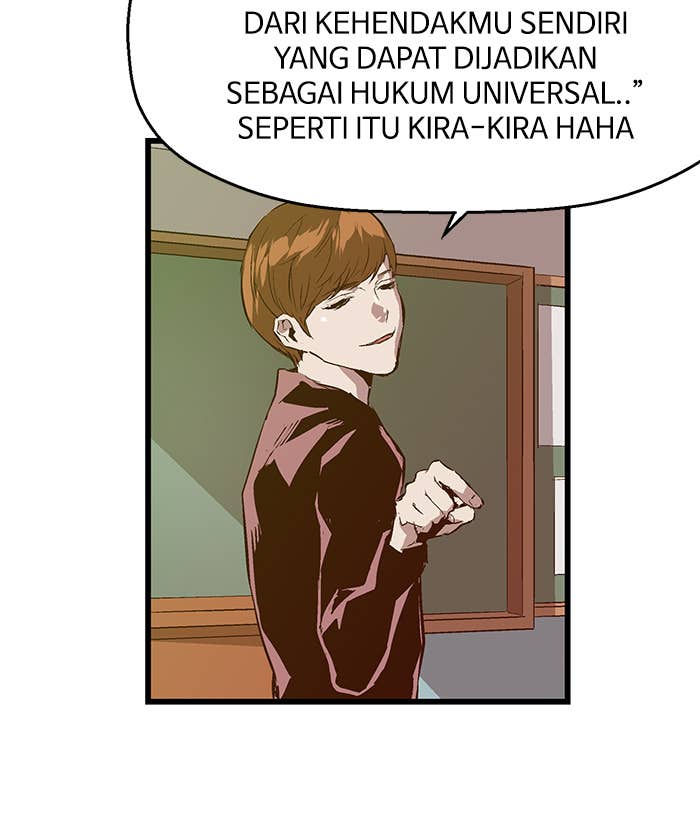 DARI KEHENDAKMU SENDIRI
YANG DAPAT DIJADIKAN
SEBAGAI HUKUM UNIVERSAL.."
SEPERTI ITU KIRA-KIRA HAHA